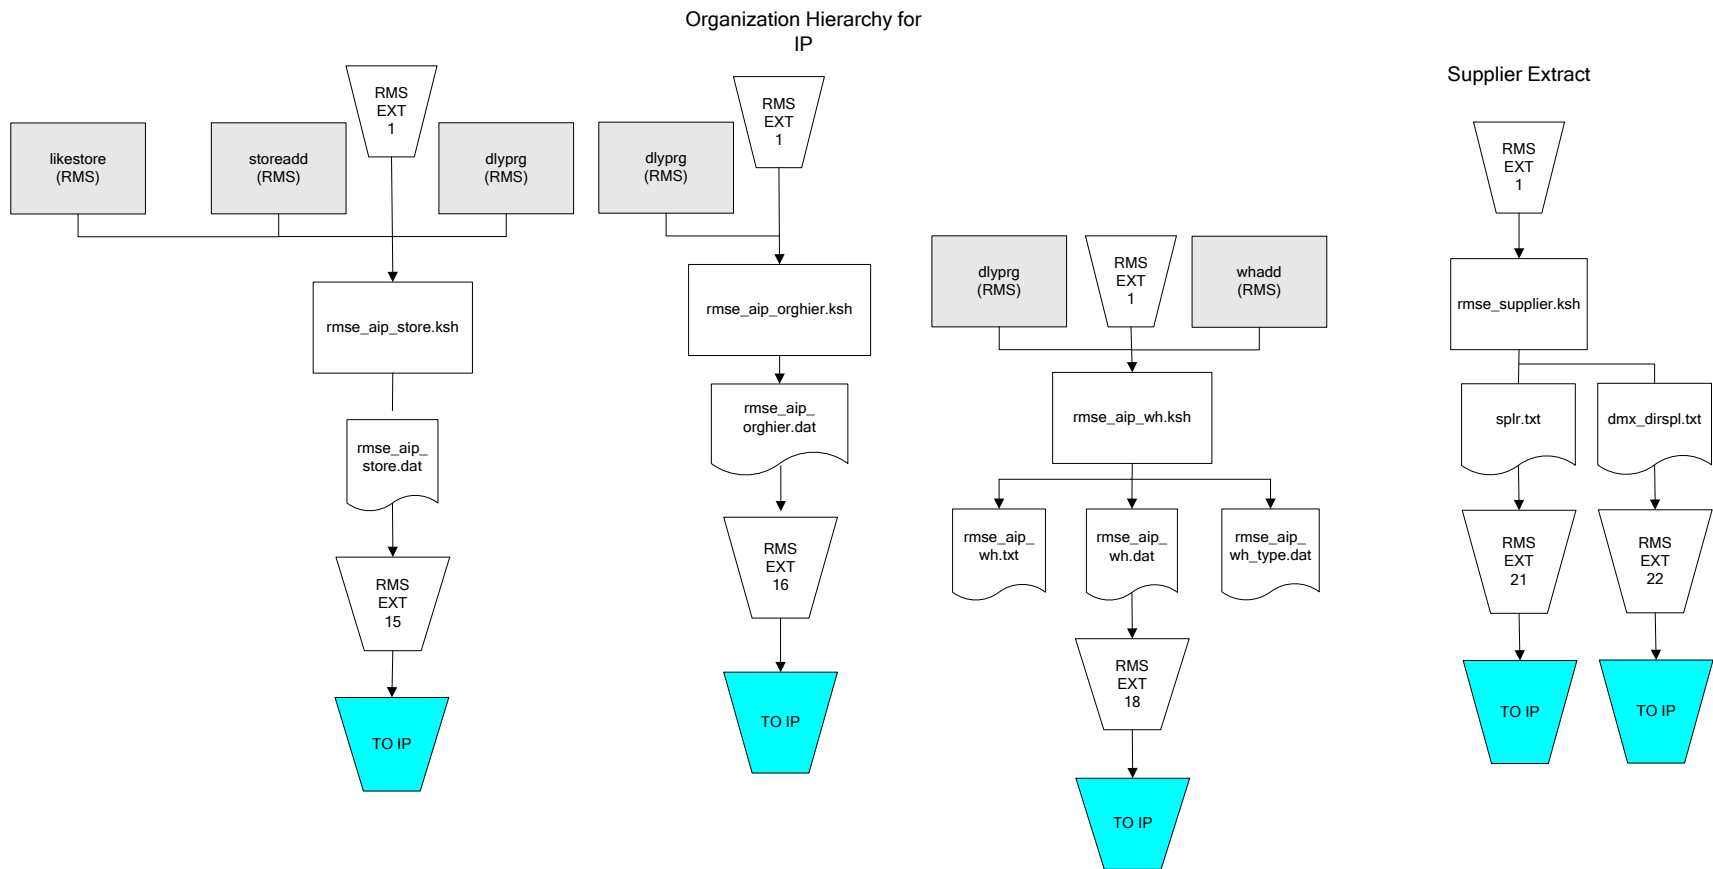 Organization Hierarchy for
IP
RMS
EXT
1
likestore
(RMS)
storeadd
(RMS)
dlyprg
(RMS)
rmse_aip_store.ksh
rmse_aip_
store.dat
RMS
EXT
15
TO IP
RMS
EXT
1
dlyprg
(RMS)
rmse_aip_orghier.ksh
rmse_aip_
orghier.dat
RMS
EXT
16
TO IP
dlyprg
(RMS)
RMS
EXT
1
whadd
(RMS)
rmse_aip_wh.ksh
rmse_aip_
wh.txt
rmse_aip_
wh.dat
rmse_aip_
wh_type.dat
RMS
EXT
18
TO IP
Supplier Extract
RMS
EXT
1
rmse_supplier.ksh
splr.txt
dmx_dirspl.txt
RMS
EXT
21
RMS
EXT
22
TO IP
TO IP